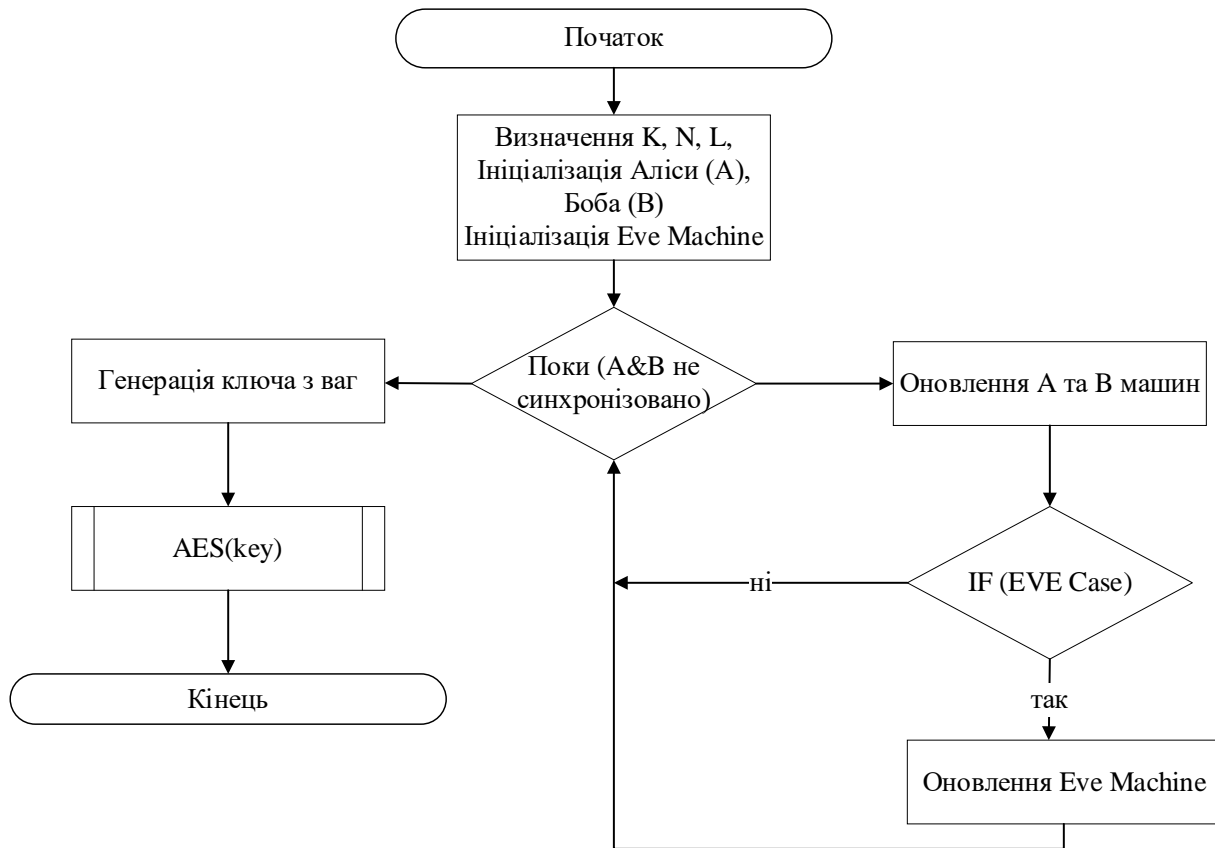 Початок
Визначення K, N, L,
Ініціалізація Аліси (A),
Боба (B)
Ініціалізація Eve Machine
Поки (A&B не
синхронізовано)
Генерація ключа з ваг
Оновлення A та B машин
AES(key)
IF (EVE Case)
ні
так
Кінець
Оновлення Eve Machine